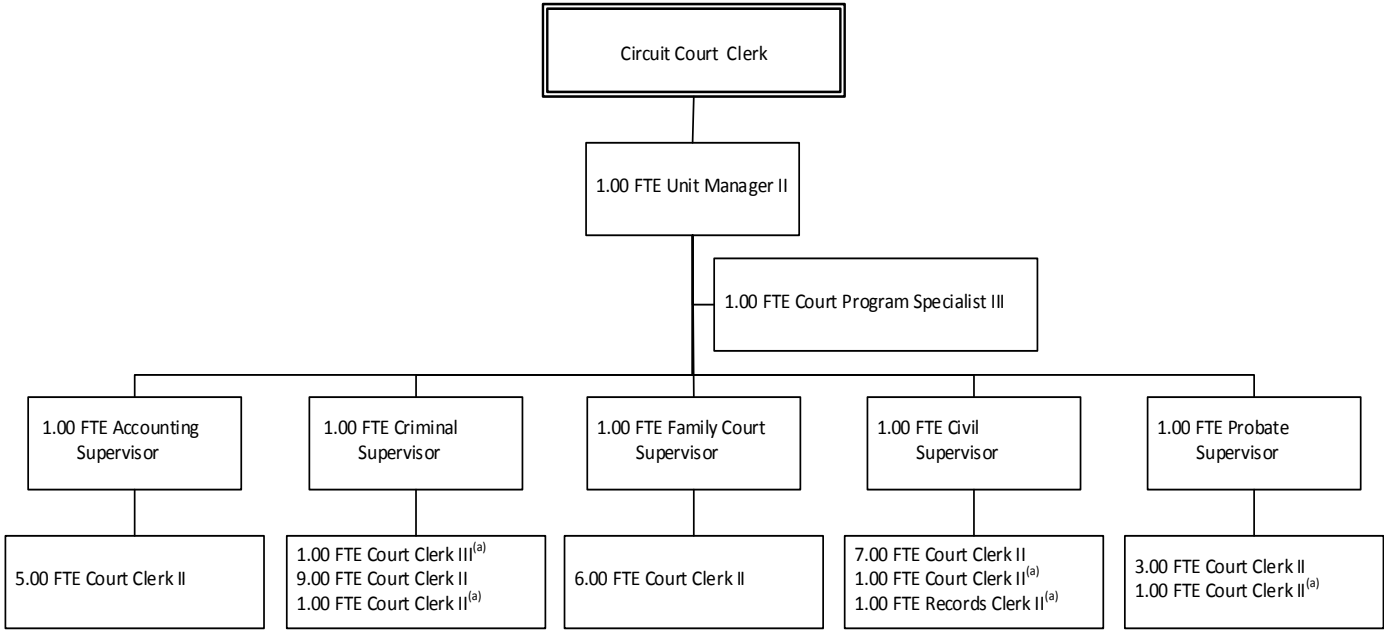 Circuit Court Clerk
1.00 FTE Unit Manager II
1.00 FTE Court Program Specialist III
1.00 FTE Accounting
Supervisor
1.00 FTE Criminal
Supervisor
1.00 FTE Family Court
Supervisor
1.00 FTE Civil
Supervisor
1.00 FTE Probate
Supervisor
5.00 FTE Court Clerk II
1.00 FTE Court Clerk III(a)
9.00 FTE Court Clerk II
1.00 FTE Court Clerk II(a)
6.00 FTE Court Clerk II
7.00 FTE Court Clerk II
1.00 FTE Court Clerk II(a)
1.00 FTE Records Clerk II(a)
3.00 FTE Court Clerk II
1.00 FTE Court Clerk II(a)